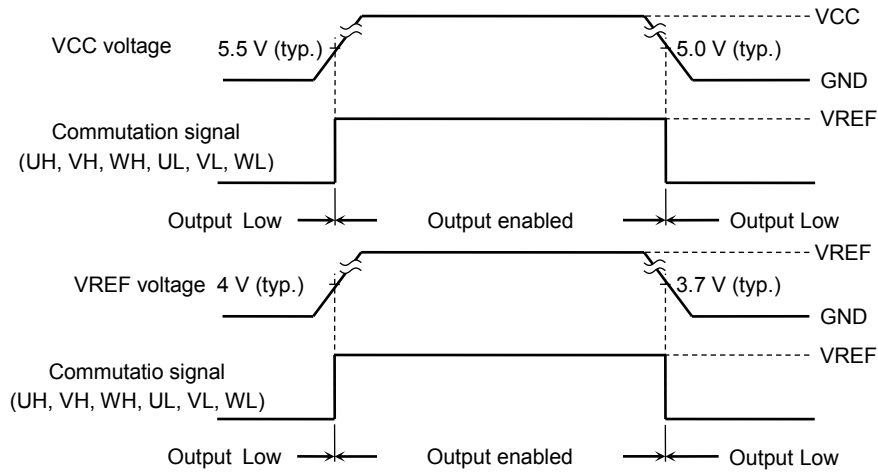 VCC
VCC voltage 5.5 V (typ.) 5.0 V (typ.)
GND
VREF
Commutation signal
(UH, VH, WH, UL, VL, WL)
Output Low Output enabled Output Low
VREF
VREF voltage 4 V (typ.) 3.7 V (typ.)
GND
VREF
Commutatio signal
(UH, VH, WH, UL, VL, WL)
Output Low Output enabled Output Low